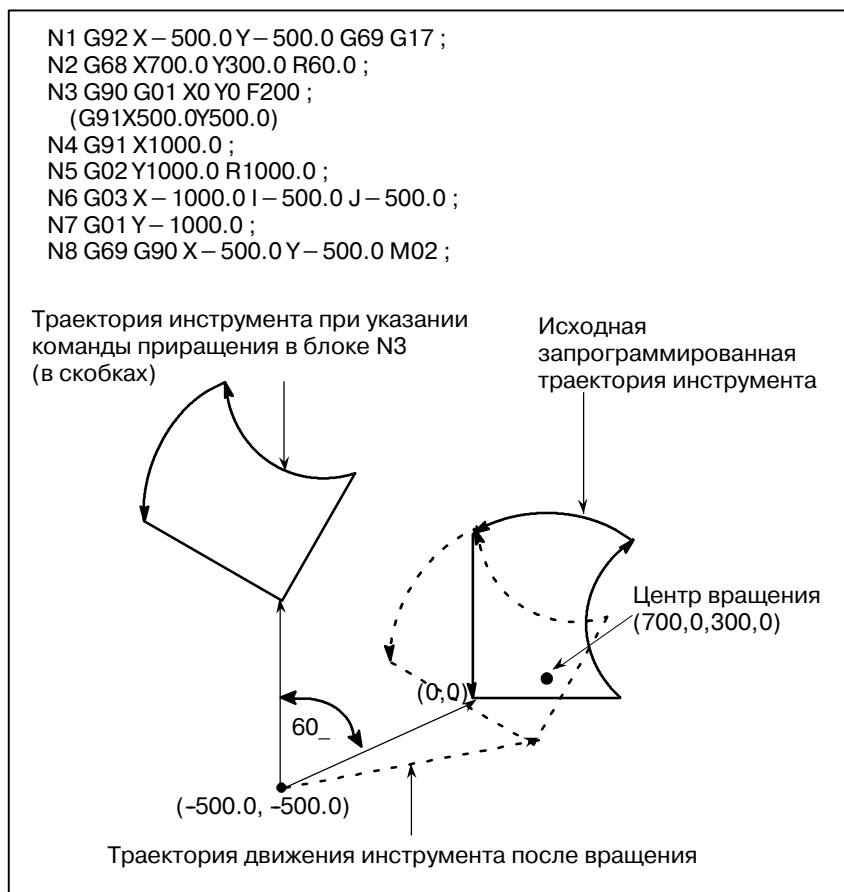 N1 G92 X – 500.0 Y – 500.0 G69 G17 ;
N2 G68 X700.0 Y300.0 R60.0 ;
N3 G90 G01 X0 Y0 F200 ;
(G91X500.0Y500.0)
N4 G91 X1000.0 ;
N5 G02 Y1000.0 R1000.0 ;
N6 G03 X – 1000.0 I – 500.0 J – 500.0 ;
N7 G01 Y – 1000.0 ;
N8 G69 G90 X – 500.0 Y – 500.0 M02 ;
Траектория инструмента при указании
команды приращения в блоке N3
(в скобках)
Исходная
запрограммированная
траектория инструмента
Центр вращения
(700,0,300,0)
(0,0)
60_
(-500.0, -500.0)
Траектория движения инструмента после вращения